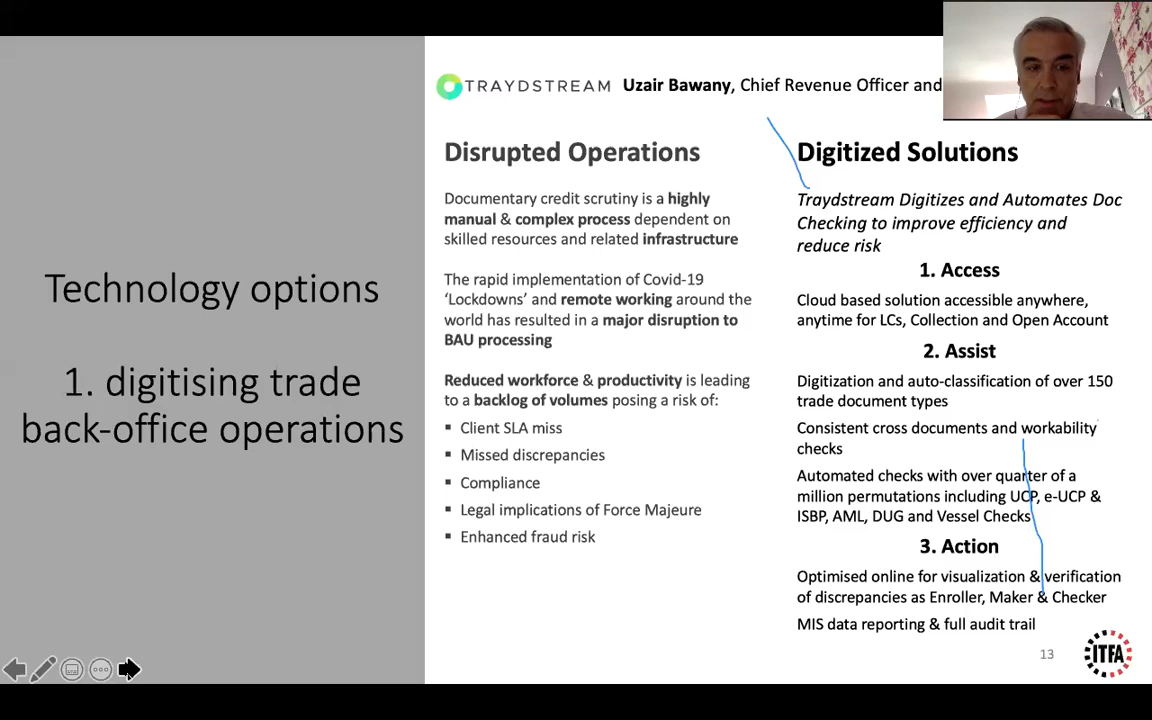 TRAYDSTREAM Uzair Bawany, Chief Revenue Officer and
Technology options
1. digitising trade
back-office operations
Disrupted Operations
Documentary credit scrutiny is a highly
manual & complex process dependent on
skilled resources and related infrastructure
The rapid implementation of Covid-19
‘Lockdowns’ and remote working around the
world has resulted in a major disruption to
BAU processing
Reduced workforce & productivity is leading
to a backlog of volumes posing a risk of:
▪ Client SLA miss
▪ Missed discrepancies
▪ Compliance
▪ Legal implications of Force Majeure
▪ Enhanced fraud risk
Digitized Solutions
Traydstream Digitizes and Automates Doc
Checking to improve efficiency and
reduce risk
1. Access
Cloud based solution accessible anywhere,
anytime for LCs, Collection and Open Account
2. Assist
Digitization and auto-classification of over 150
trade document types
Consistent cross documents and workability
checks
Automated checks with over quarter of a
million permutations including UCP, e-UCP &
ISBP, AML, DUG and Vessel Checks
3. Action
Optimised online for visualization & verification
of discrepancies as Enroller, Maker & Checker
MIS data reporting & full audit trail
13
ITFA